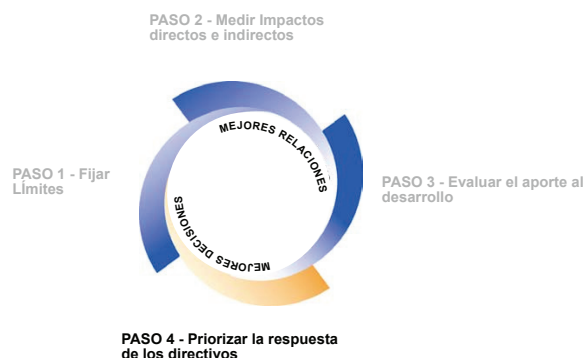 PASO 2 - Medir Impactos
directos e indirectos
MEJORES RELACIONES
PASO 1 - Fijar
LÍmites
PASO 3 - Evaluar el aporte al
desarrollo
MEJORES DECISIONES
PASO 4 - Priorizar la respuesta
de los directivos